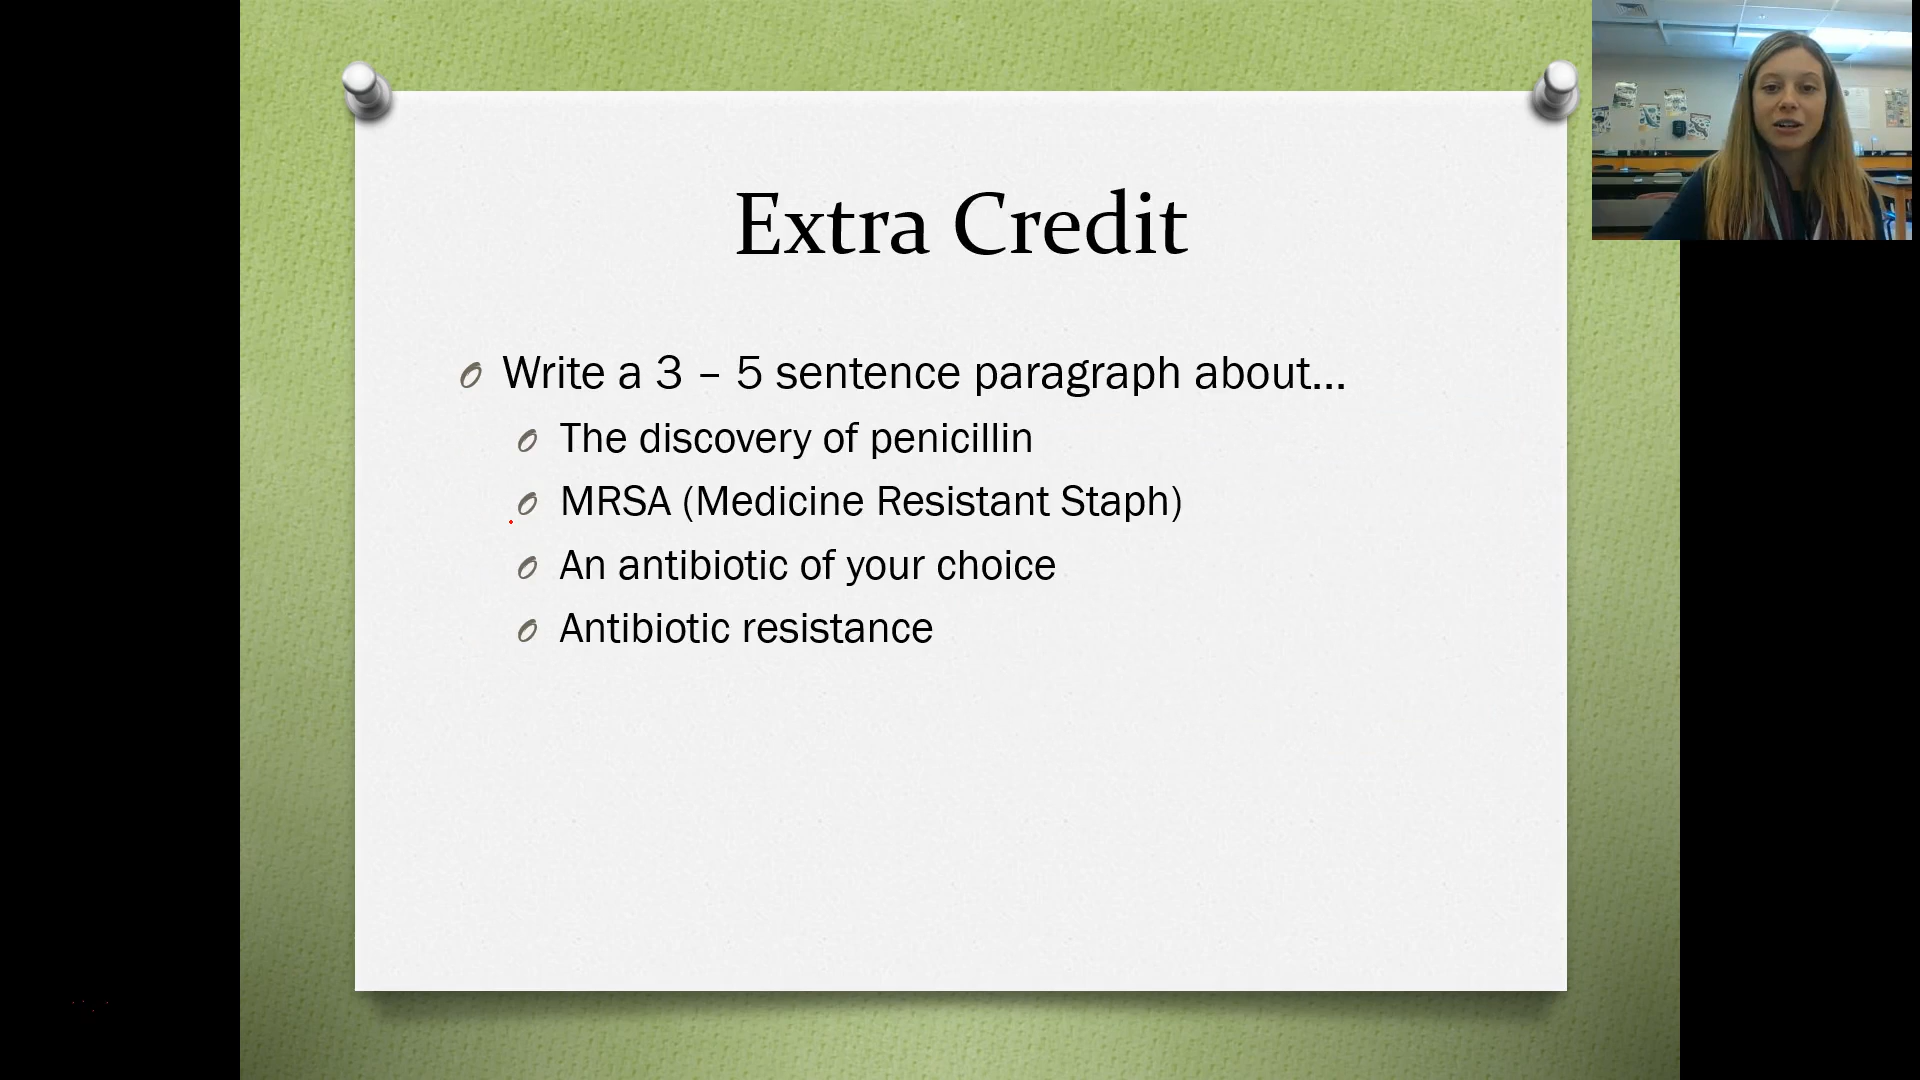 Extra Credit
Write a 3 – 5 sentence paragraph about...
The discovery of penicillin
MRSA (Medicine Resistant Staph)
An antibiotic of your choice
Antibiotic resistance